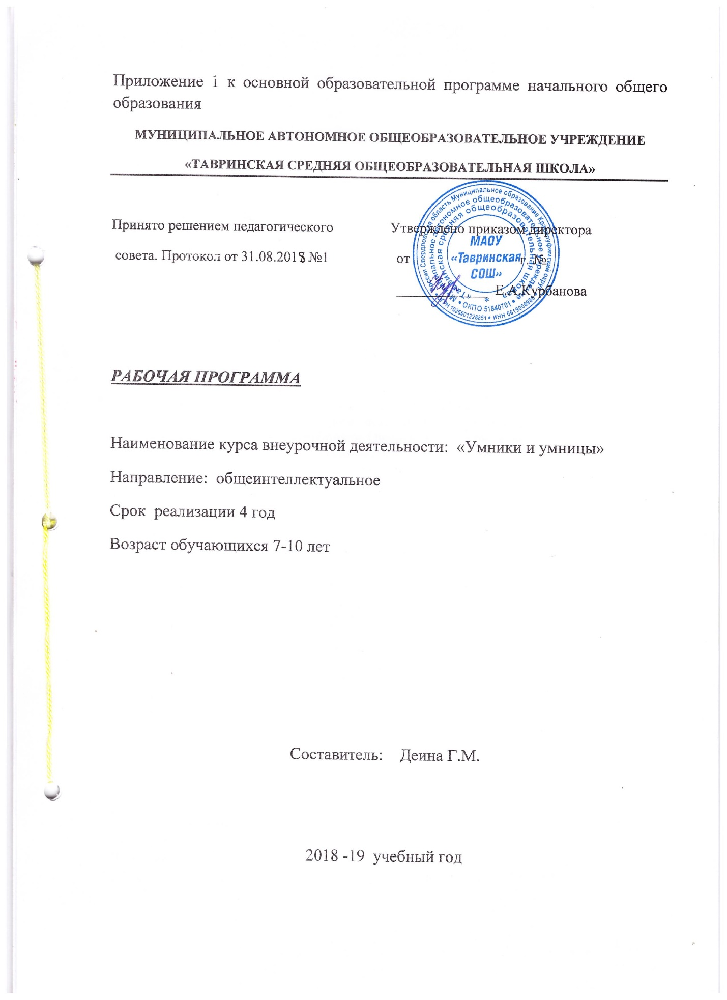 Приложение 1 к основной образовательной программе начального общего
образования
МУНИЦИПАЛЬНОЕ АВТОНОМНОЕ ОБЩЕОБРАЗОВАТЕЛЬНОЕ УЧРЕЖДЕНИЕ
«ТАВРИНСКАЯ СРЕДНЯЯ ОБЩЕОБРАЗОВАТЕЛЬНАЯ ШКОЛА»
Принято решением педагогического
совета. Протокол от 31.08.2018 №1
Утверждено приказом директора
от г. №
Е.А.Курбанова
Россия Свердловская область Муниципальное образование Красноуфимский округ
ОГРН 1026601228851 • ИНН 6619006986
Муниципальное автономное общеобразовательное учреждение
• ОКПО 51840701 •
«Тавринская средняя общеобразовательная школа»
*
МАОУ
«Тавринская
СОШ»
РАБОЧАЯ ПРОГРАММА
Наименование курса внеурочной деятельности: «Умники и умницы»
Направление: общеинтеллектуальное
Срок реализации 4 год
Возраст обучающихся 7-10 лет
Составитель: Деина Г.М.
2018 -19 учебный год